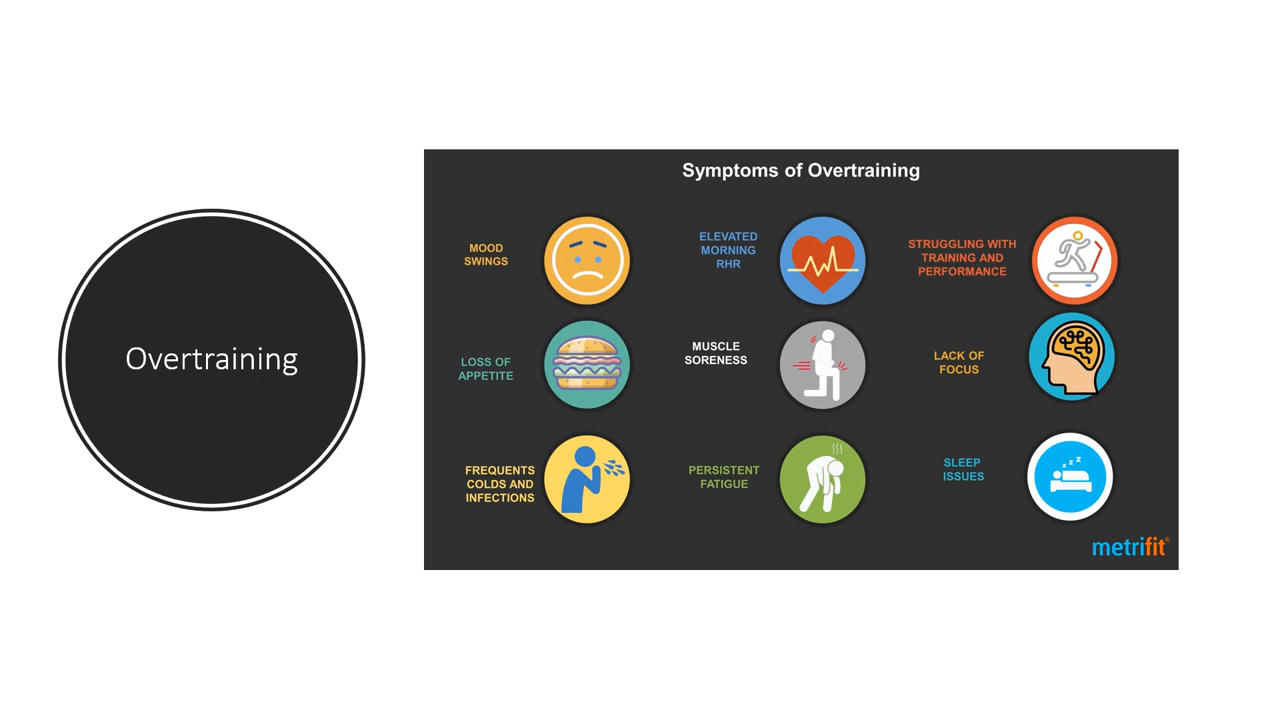 Overtraining
Symptoms of Overtraining
MOOD
SWINGS
ELEVATED
MORNING
RHR
STRUGGLING WITH
TRAINING AND
PERFORMANCE
LOSS OF
APPETITE
MUSCLE
SORENESS
LACK OF
FOCUS
FREQUENTS
COLDS AND
INFECTIONS
PERSISTENT
FATIGUE
SLEEP
ISSUES
z z z
metrifit®